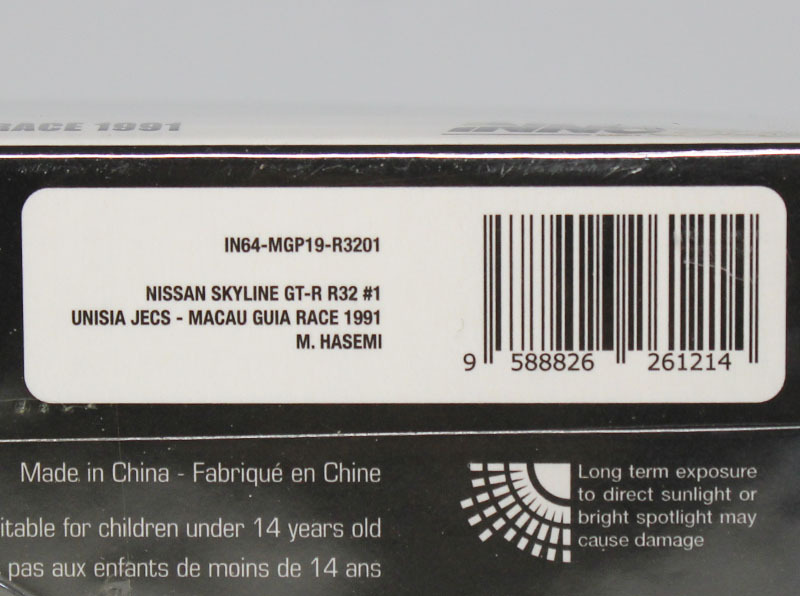 RACE 1991
INNO
IN64-MGP19-R3201
NISSAN SKYLINE GT-R R32 #1
UNISIA JECS - MACAU GUIA RACE 1991
M. HASEMI
9 588826 261214
Made in China - Fabriqué en Chine
itable for children under 14 years old
pas aux enfants de moins de 14 ans
Long term exposure
to direct sunlight or
bright spotlight may
cause damage